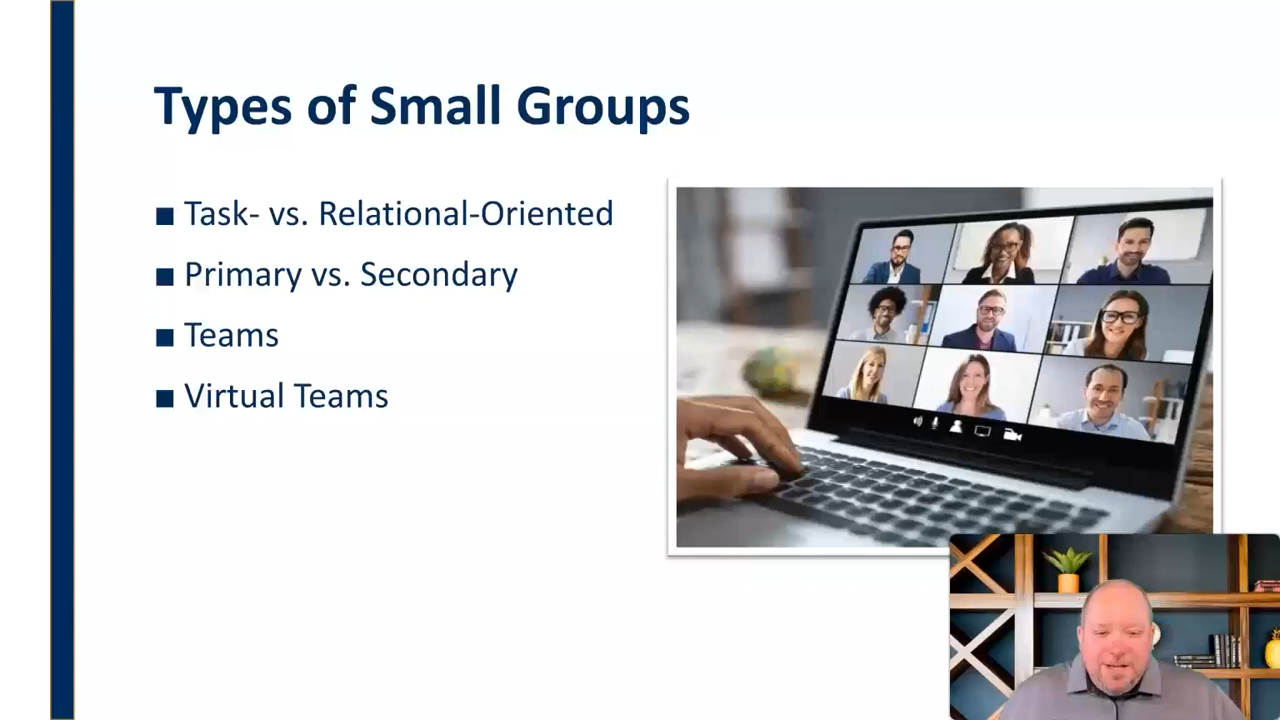 Types of Small Groups
■ Task- vs. Relational-Oriented
■ Primary vs. Secondary
■ Teams
■ Virtual Teams